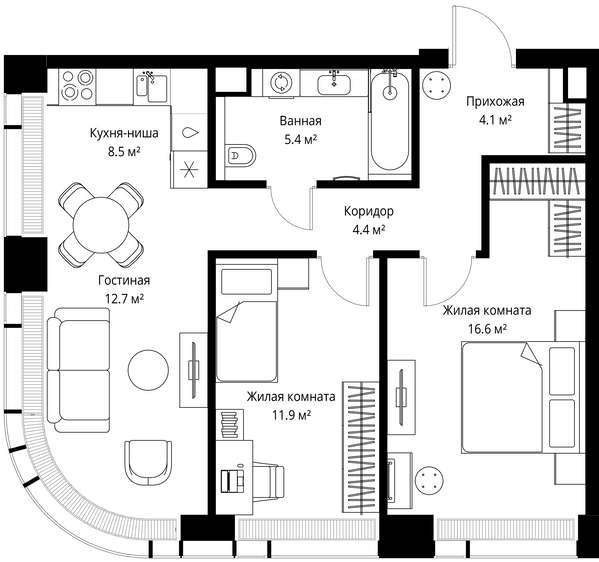 Кухня-ниша
8.5 м²
Ванная
5.4 м²
Прихожая
4.1 м²
Коридор
4.4 м²
Гостиная
12.7 м²
Жилая комната
16.6 м²
Жилая комната
11.9 м²